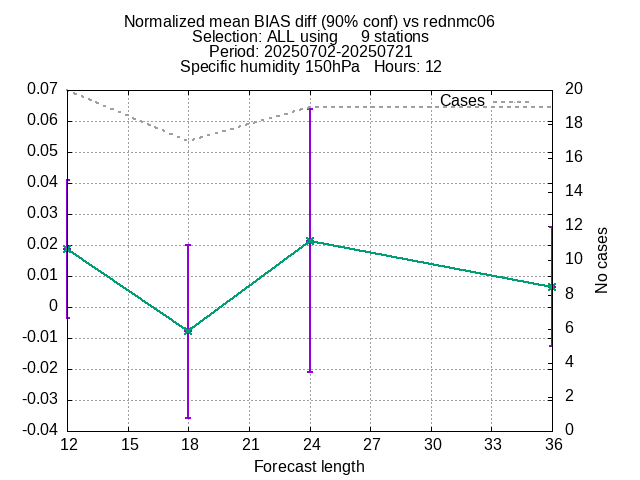 Normalized mean BIAS diff (90% conf) vs rednmc06
Selection: ALL using     9 stations
Period: 20250702-20250721
Specific humidity 150hPa   Hours: 12
Cases
0.07
0.06
0.05
0.04
0.03
0.02
0.01
0
-0.01
-0.02
-0.03
-0.04
20
18
16
14
12
10
8
6
4
2
0
No cases
12 15 18 21 24 27 30 33 36
Forecast length